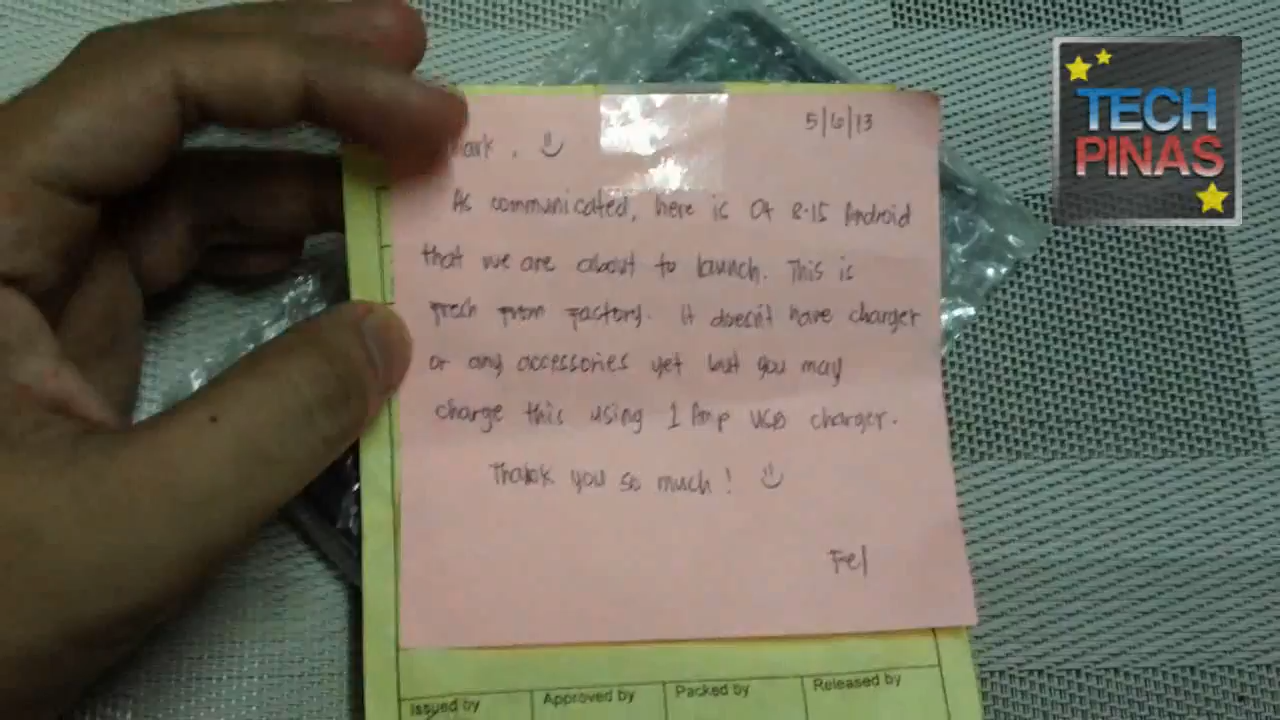 TECH
PINAS
5/6/13
Mark, :)
As communicated, here is 8.15 Android
that we are about to launch. This is
fresh from factory. It doesn't have charger
or any accessories yet but you may
charge this using 1 Amp USB charger.
Thank you so much! :)
Fel
Issued by Approved by Packed by Released by